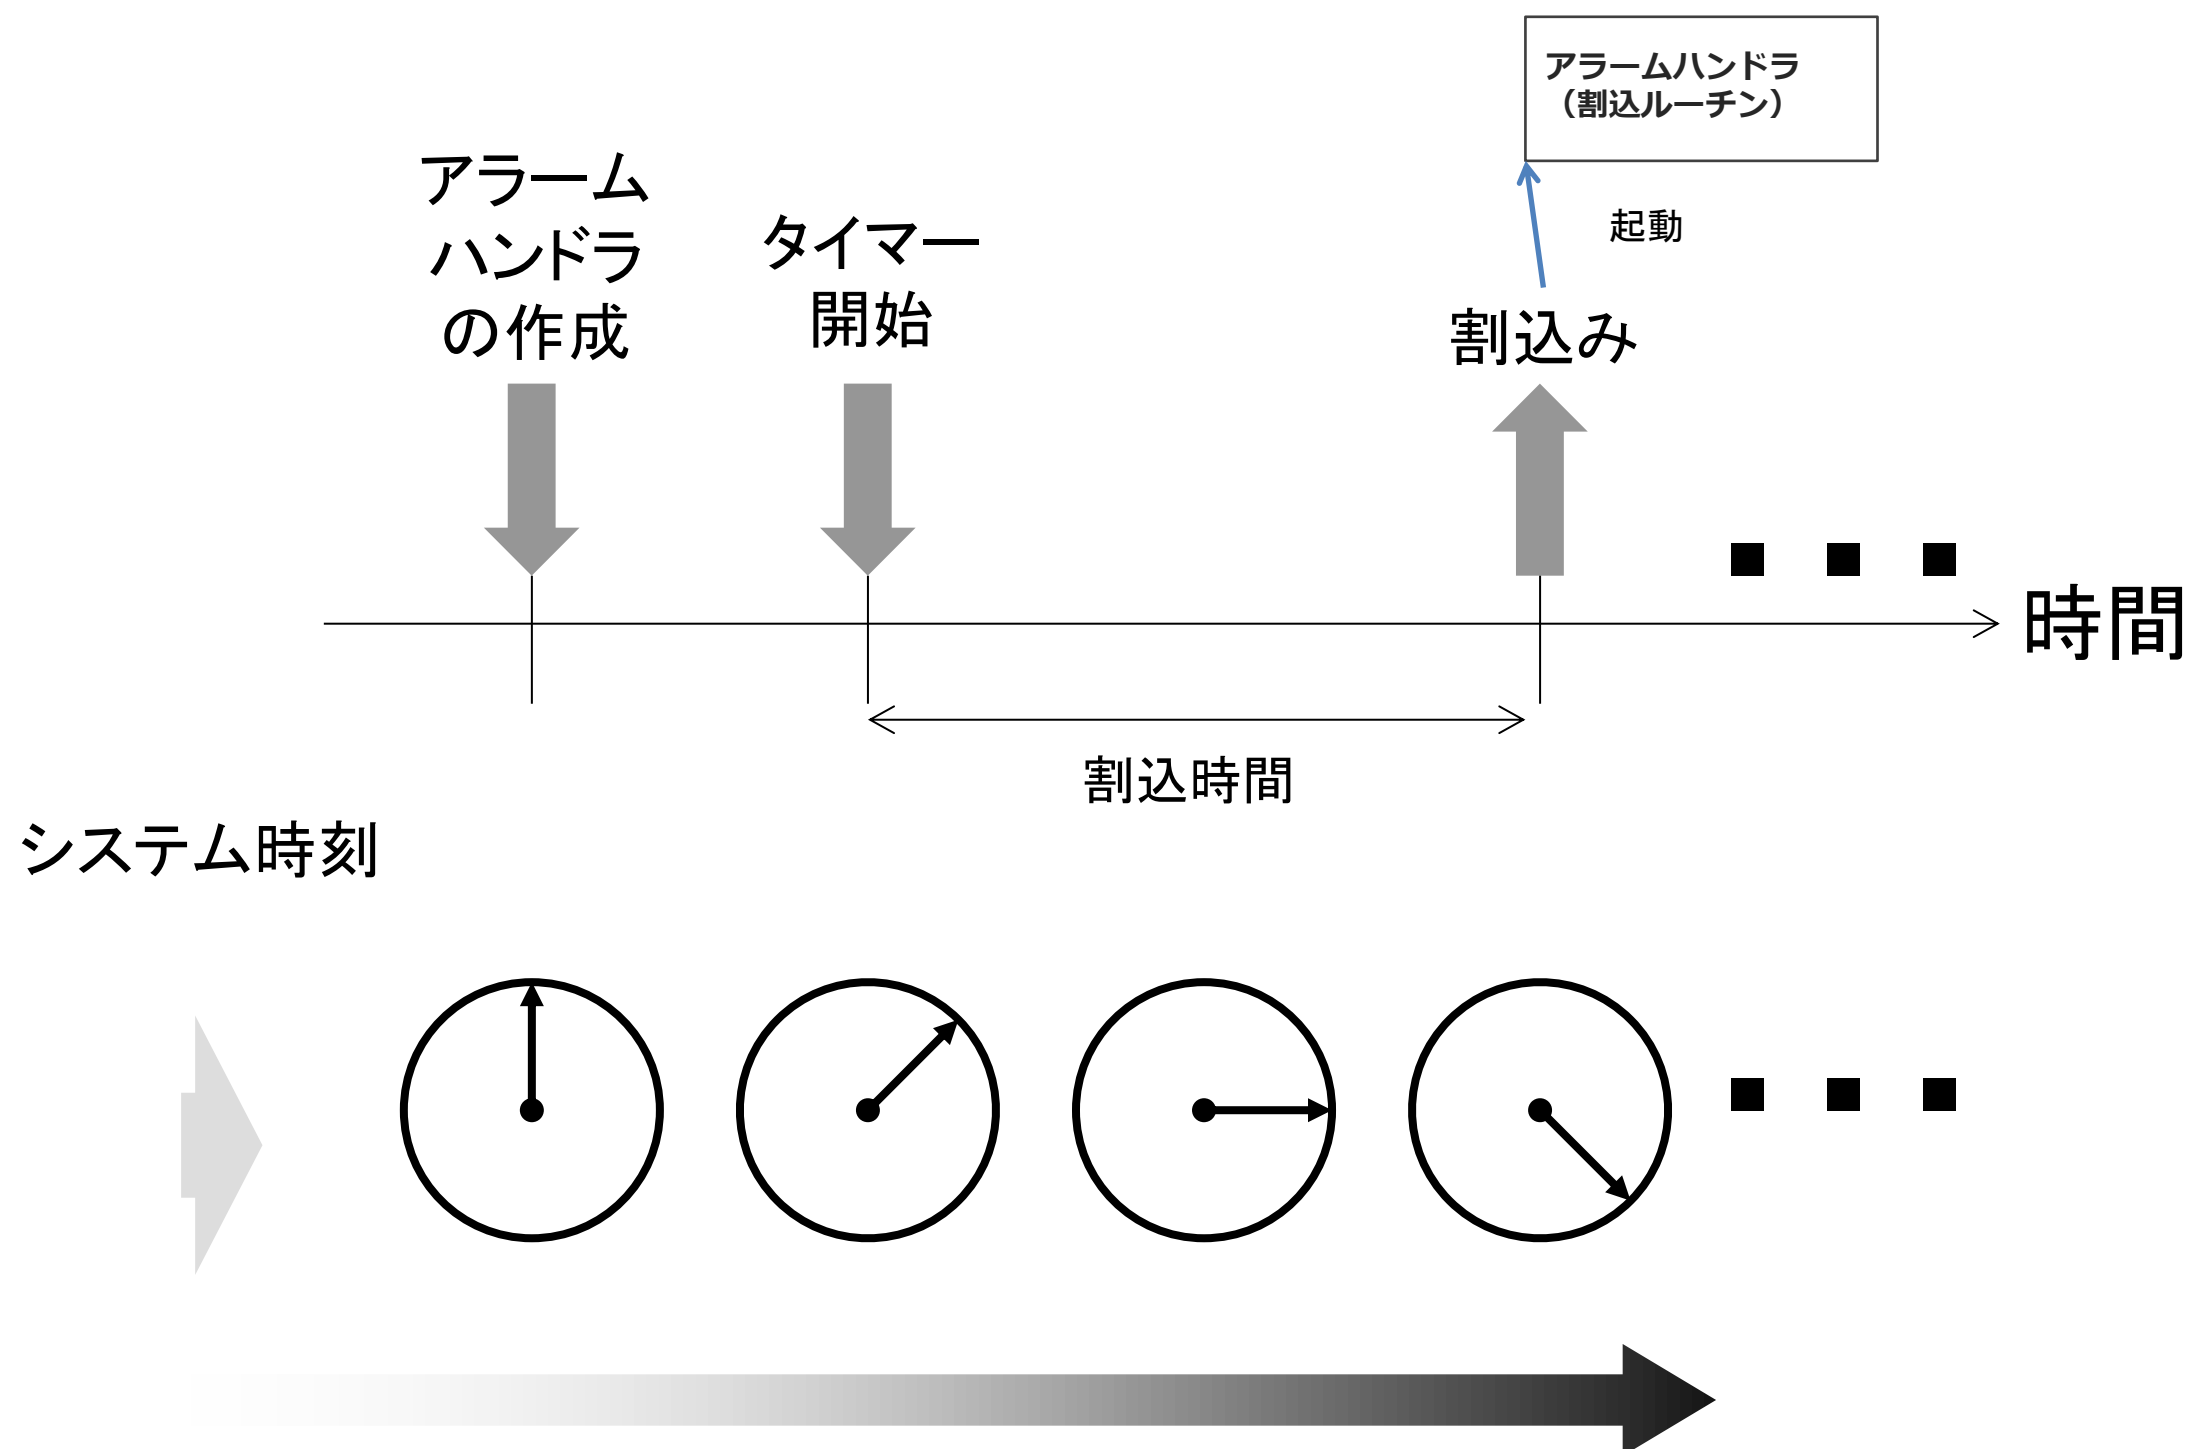 アラームハンドラ
（割込ルーチン）
アラーム
ハンドラ
の作成
タイマー
開始
起動
割込み
時間
割込時間
システム時刻